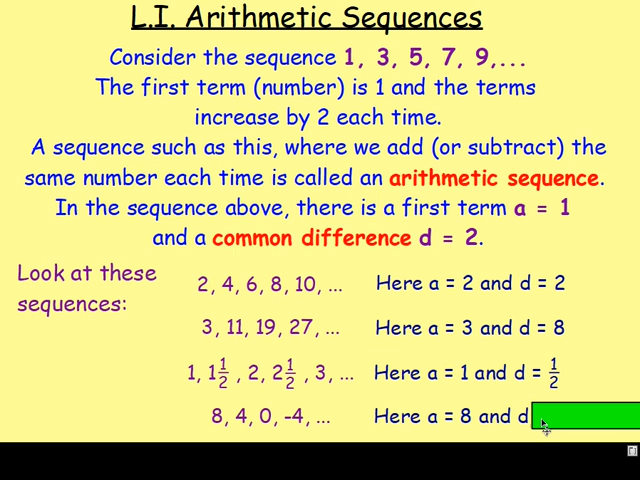 L.I. Arithmetic Sequences
Consider the sequence 1, 3, 5, 7, 9,...
The first term (number) is 1 and the terms
increase by 2 each time.
A sequence such as this, where we add (or subtract) the
same number each time is called an arithmetic sequence.
In the sequence above, there is a first term a = 1
and a common difference d = 2.
Look at these
sequences:
2, 4, 6, 8, 10, ... Here a = 2 and d = 2
3, 11, 19, 27, ... Here a = 3 and d = 8
1, 1 1/2 , 2, 2 1/2 , 3, ... Here a = 1 and d = 1/2
8, 4, 0, -4, ... Here a = 8 and d